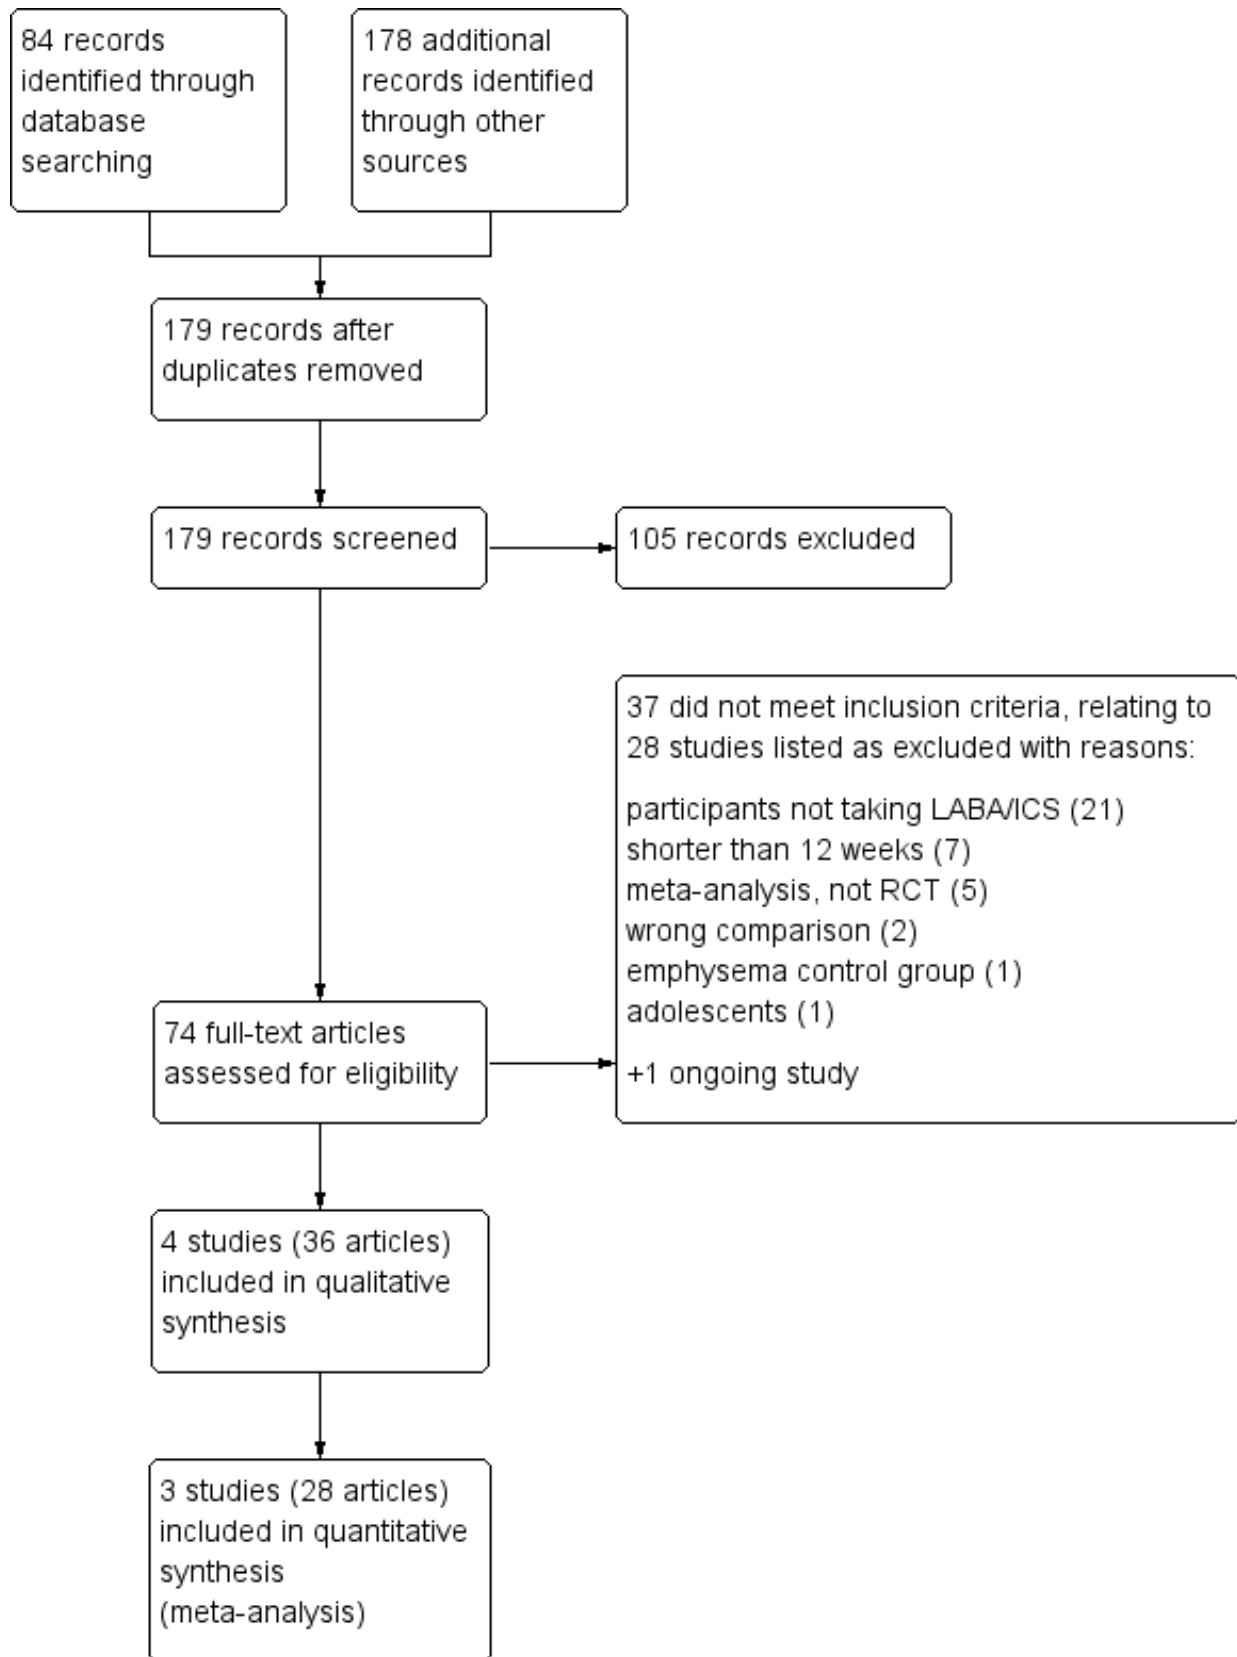 84 records
identified through
database
searching
178 additional
records identified
through other
sources
179 records after
duplicates removed
179 records screened
105 records excluded
37 did not meet inclusion criteria, relating to
28 studies listed as excluded with reasons:
participants not taking LABA/ICS (21)
shorter than 12 weeks (7)
meta-analysis, not RCT (5)
wrong comparison (2)
emphysema control group (1)
adolescents (1)
+1 ongoing study
74 full-text articles
assessed for eligibility
4 studies (36 articles)
included in qualitative
synthesis
3 studies (28 articles)
included in quantitative
synthesis
(meta-analysis)